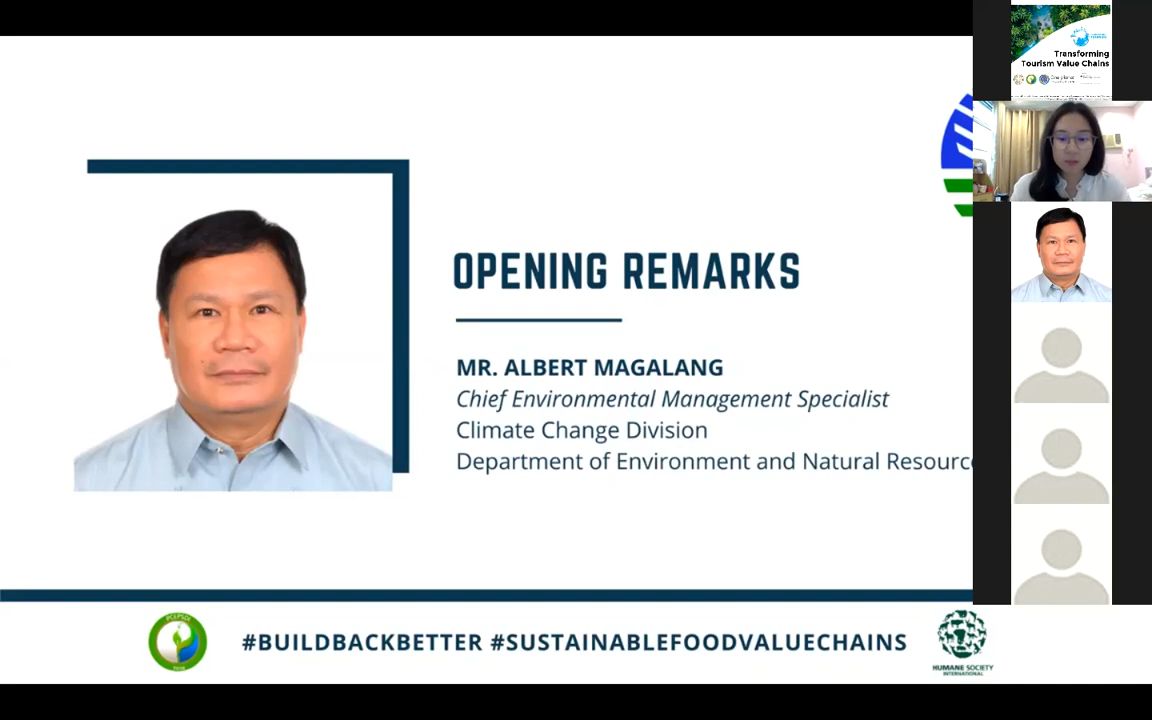 OPENING REMARKS
MR. ALBERT MAGALANG
Chief Environmental Management Specialist
Climate Change Division
Department of Environment and Natural Resourc
#BUILDBACKBETTER #SUSTAINABLEFOODVALUECHAINS
HUMANE SOCIETY
INTERNATIONAL
PCEPSDI
Transforming
Tourism Value Chains